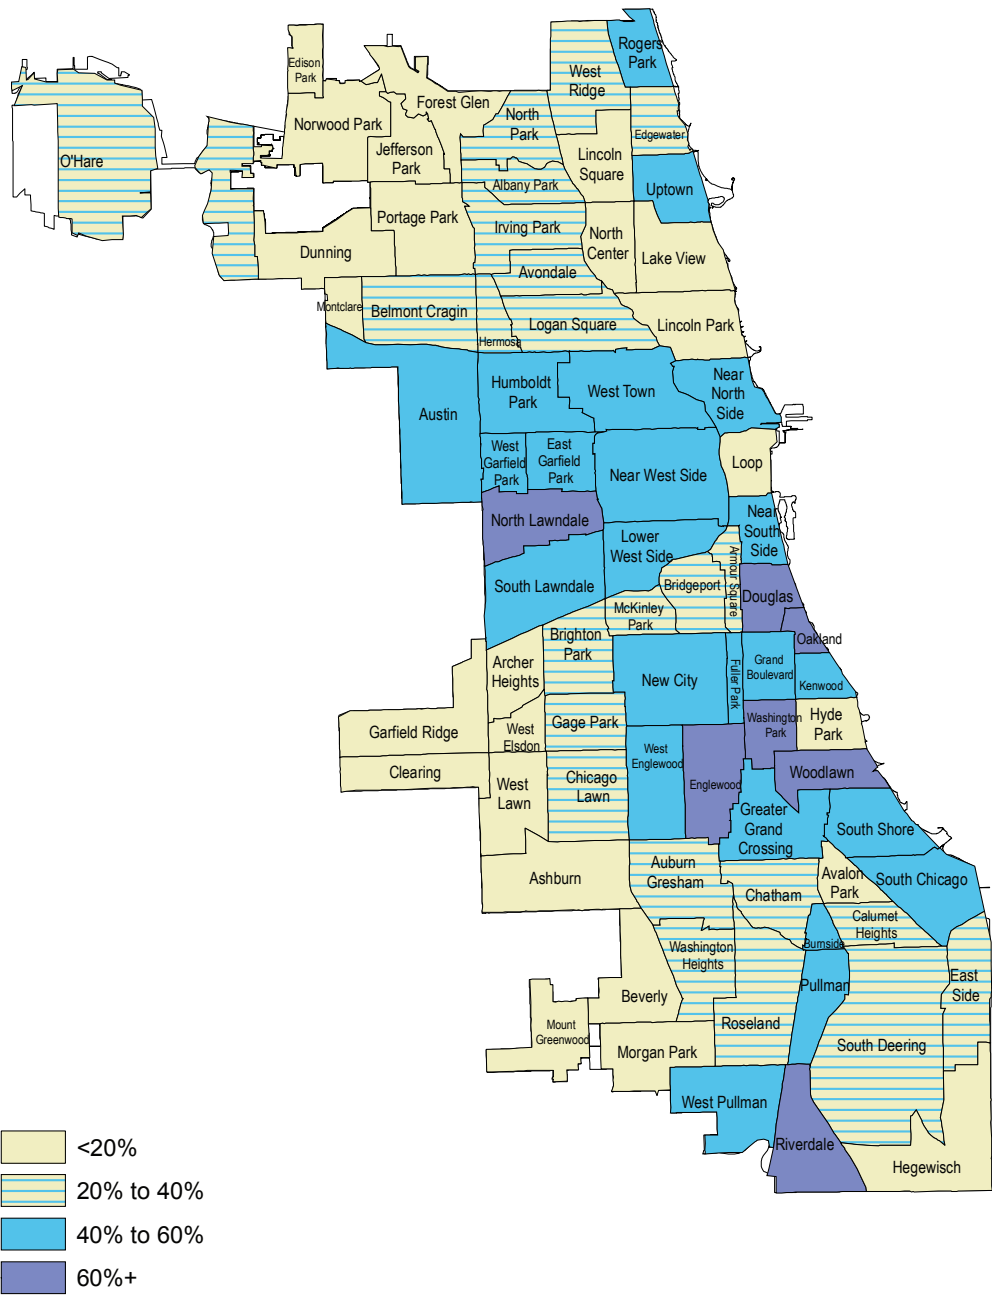 Rogers
Park
Edison
Park
West
Ridge
Forest Glen
North
Park
Norwood Park
Edgewater
Jefferson
Park
Lincoln
Square
O'Hare
Albany Park
Uptown
Portage Park
Irving Park
North
Center
Dunning
Lake View
Avondale
Montclare
Belmont Cragin
Logan Square
Lincoln Park
Hermosa
Near
North
Side
Humboldt
Park
West Town
Austin
West
Garfield
Park
East
Garfield
Park
Loop
Near West Side
North Lawndale
Near
South
Side
Lower
West Side
Armour Square
South Lawndale
Bridgeport
Douglas
McKinley
Park
Oakland
Brighton
Park
Archer
Heights
New City
Fuller Park
Grand
Boulevard
Kenwood
Garfield Ridge
West
Elsdon
Gage Park
Washington
Park
Hyde
Park
Clearing
West
Lawn
Chicago
Lawn
West
Englewood
Englewood
Woodlawn
Greater
Grand
Crossing
South Shore
Ashburn
Auburn
Gresham
Chatham
Avalon
Park
South Chicago
Calumet
Heights
Burnside
Washington
Heights
Pullman
East
Side
Beverly
Mount
Greenwood
Roseland
Morgan Park
South Deering
West Pullman
Riverdale
Hegewisch
<20%
20% to 40%
40% to 60%
60%+